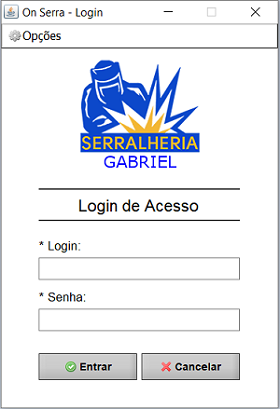 On Serra - Login
Opções
SERRALHERIA
GABRIEL
Login de Acesso
* Login:
* Senha:
Entrar Cancelar